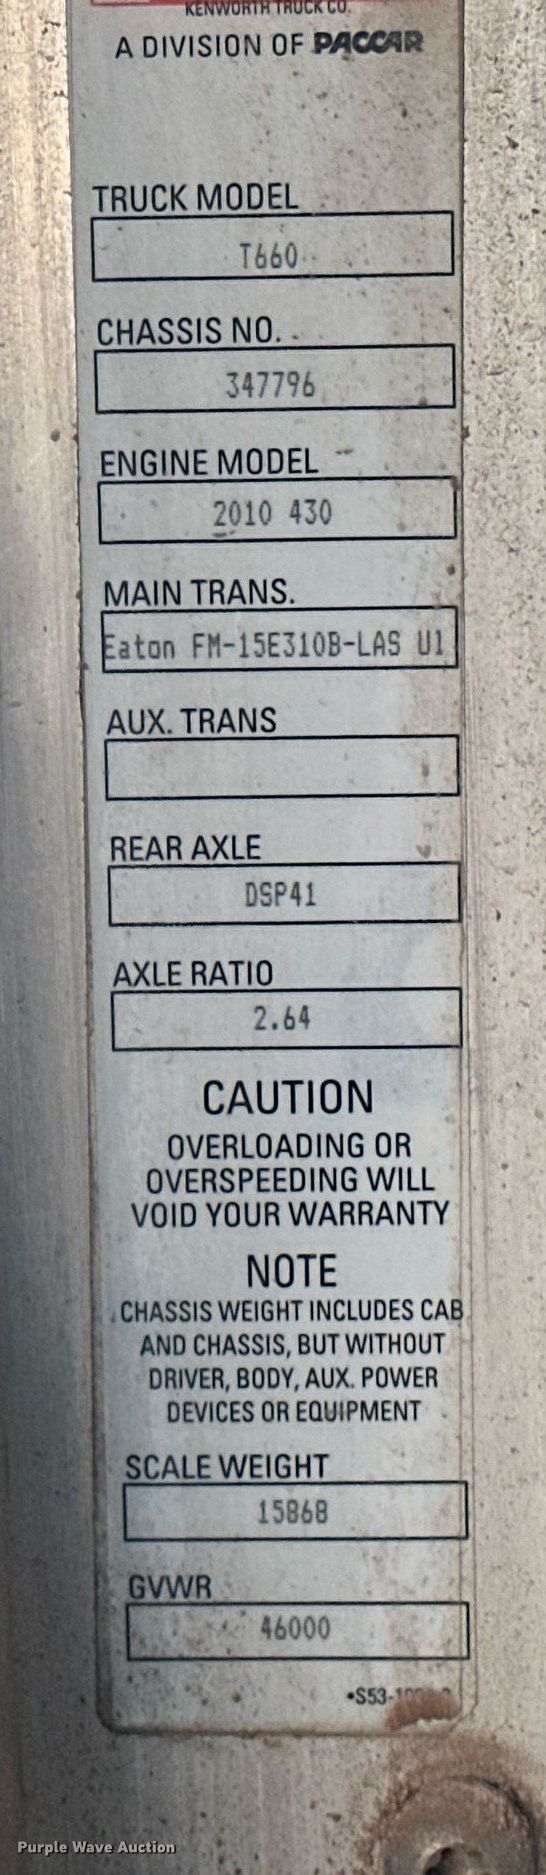 KENWORTH TRUCK CO.
A DIVISION OF PACCAR
TRUCK MODEL
T660
CHASSIS NO.
347796
ENGINE MODEL
2010 430
MAIN TRANS.
Eaton FM-15E310B-LAS U1
AUX. TRANS
REAR AXLE
DSP41
AXLE RATIO
2.64
CAUTION
OVERLOADING OR
OVERSPEEDING WILL
VOID YOUR WARRANTY
NOTE
CHASSIS WEIGHT INCLUDES CAB
AND CHASSIS, BUT WITHOUT
DRIVER, BODY, AUX. POWER
DEVICES OR EQUIPMENT
SCALE WEIGHT
15868
GVWR
46000
Purple Wave Auction